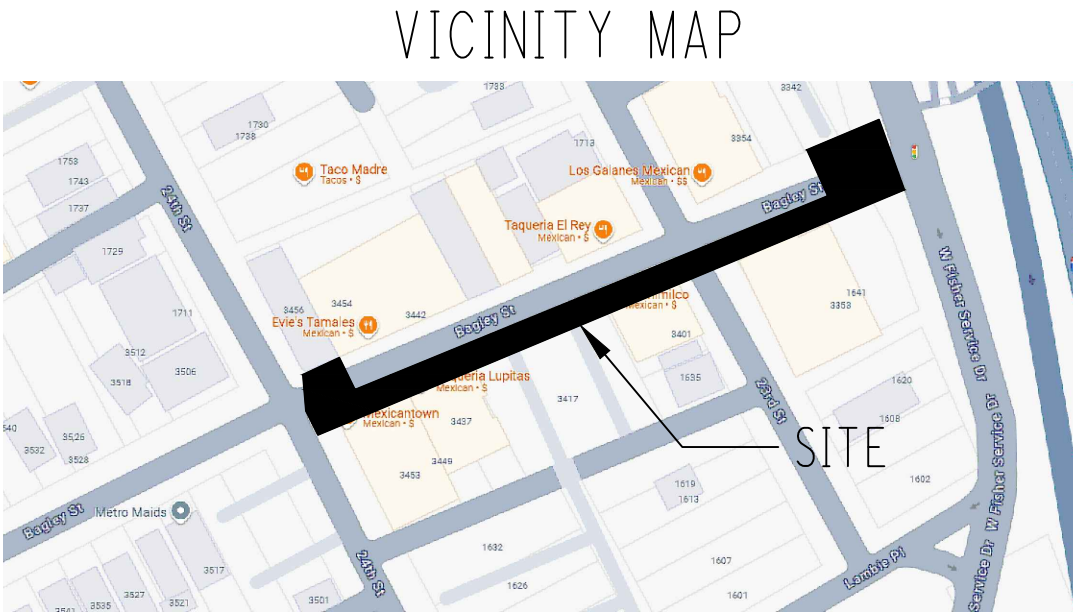 VICINITY MAP
1733
3342
1730
1738
3354
1713
1753
Taco Madre
Tacos • $
Los Galanes Mexican
Mexican • $$
1743
24th St
Bagley St
1737
Taqueria El Rey
Mexican • $
1729
W Fisher Service Dr
1641
3353
3454
3456
1711
3442
Mexican • $
Evie's Tamales
Mexican • $
Bagley St
3401
3512
3506
3518
Lupitas
Mexican • $
1635
1620
3417
23rd St
Mexicantown
Mexican • $
3437
1608
3526
3532
3528
SITE
3449
3453
1619
1613
1602
W Fisher Service Dr
Metro Maids
Bagley St
1632
24th St
1607
Lambie Pl
3517
1626
1601
Service Dr
3527
3521
3535
3501